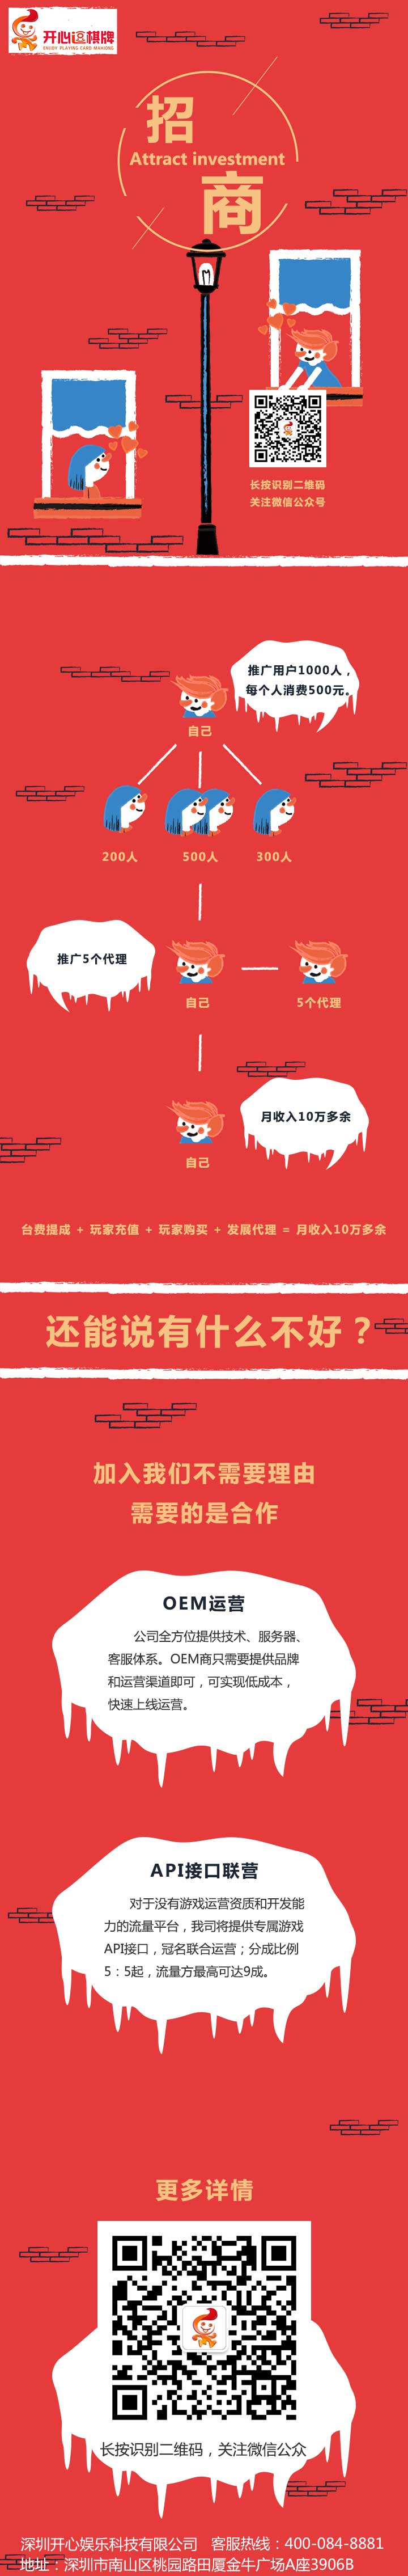 开心逗棋牌
ENJOY PLAYING CARD MAKONG
招
Attract investment
商
长按识别二维码
关注微信公众号
推广用户1000人，
每个人消费500元。
自己
200人 500人 300人
推广5个代理
自己 5个代理
月收入10万多余
自己
台费提成 + 玩家充值 + 玩家购买 + 发展代理 = 月收入10万多余
还能说有什么不好？
加入我们不需要理由
需要的是合作
OEM运营
公司全方位提供技术、服务器、
客服体系。OEM商只需要提供品牌
和运营渠道即可，可实现低成本，
快速上线运营。
API接口联营
对于没有游戏运营资质和开发能
力的流量平台，我司将提供专属游戏
API接口，冠名联合运营；分成比例
5：5起，流量方最高可达9成。
更多详情
长按识别二维码，关注微信公众
深圳开心娱乐科技有限公司 客服热线：400-084-8881
地址：深圳市南山区桃园路田厦金牛广场A座3906B